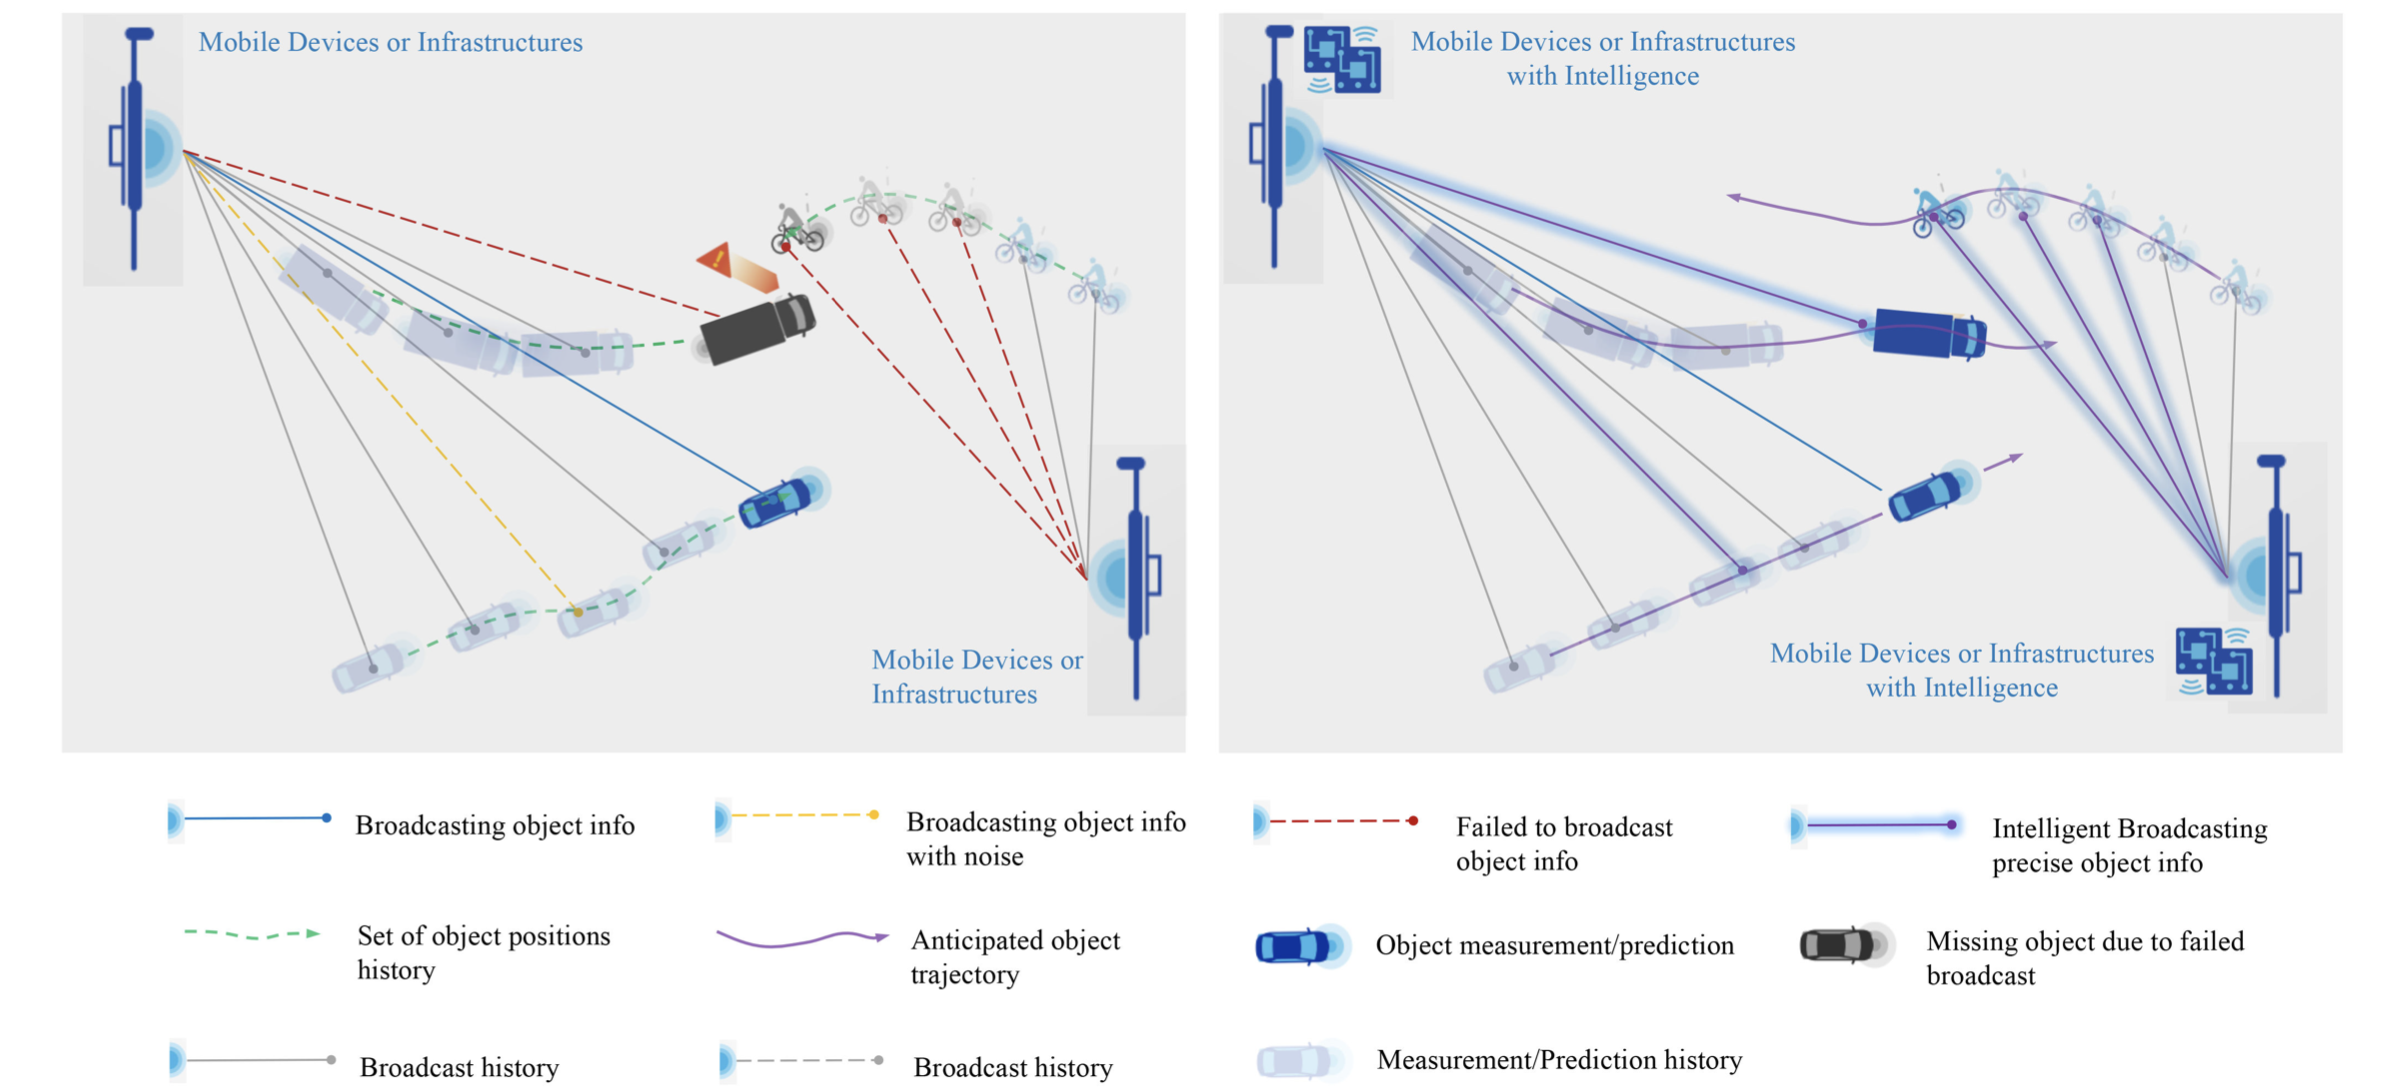 Mobile Devices or Infrastructures
Mobile Devices or Infrastructures
with Intelligence
Mobile Devices or
Infrastructures
Mobile Devices or Infrastructures
with Intelligence
Broadcasting object info
Broadcasting object info
with noise
Failed to broadcast
object info
Intelligent Broadcasting
precise object info
Set of object positions
history
Anticipated object
trajectory
Object measurement/prediction
Missing object due to failed
broadcast
Broadcast history
Broadcast history
Measurement/Prediction history